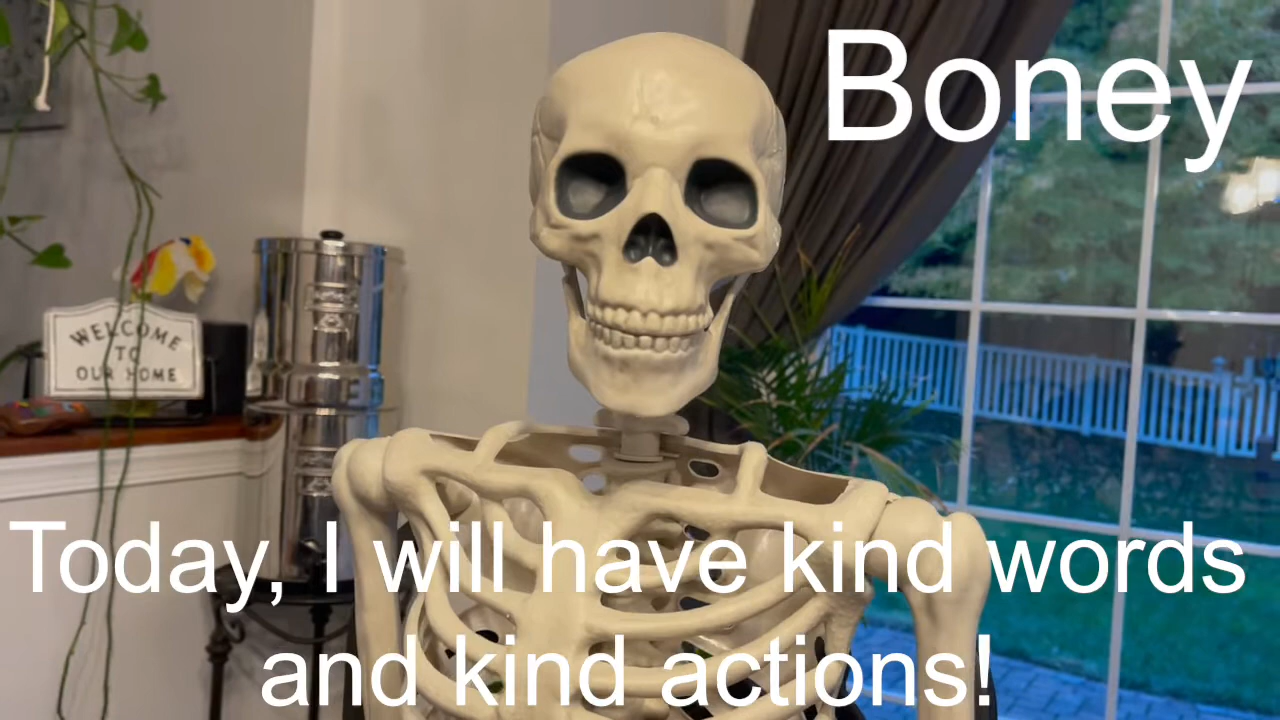 Boney
WELCOME
TO
OUR HOME
Today, I will have kind words
and kind actions!